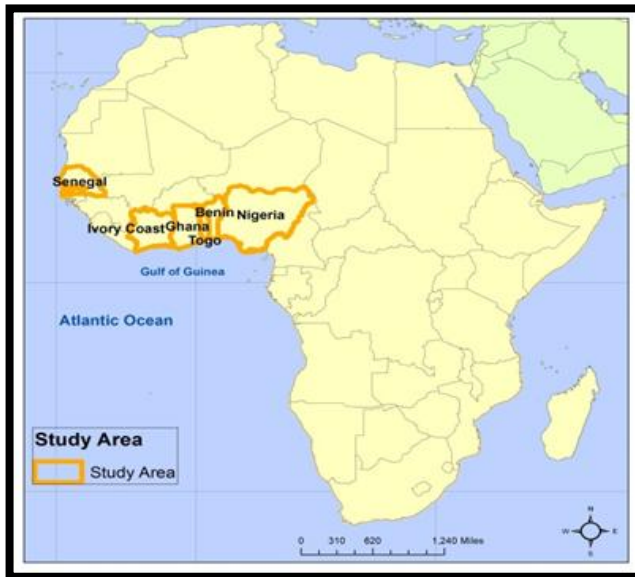 Senegal
Benin Nigeria
Ivory Coast Ghana
Togo
Gulf of Guinea
Atlantic Ocean
Study Area
Study Area
N
W E
S
0 310 620 1,240 Miles